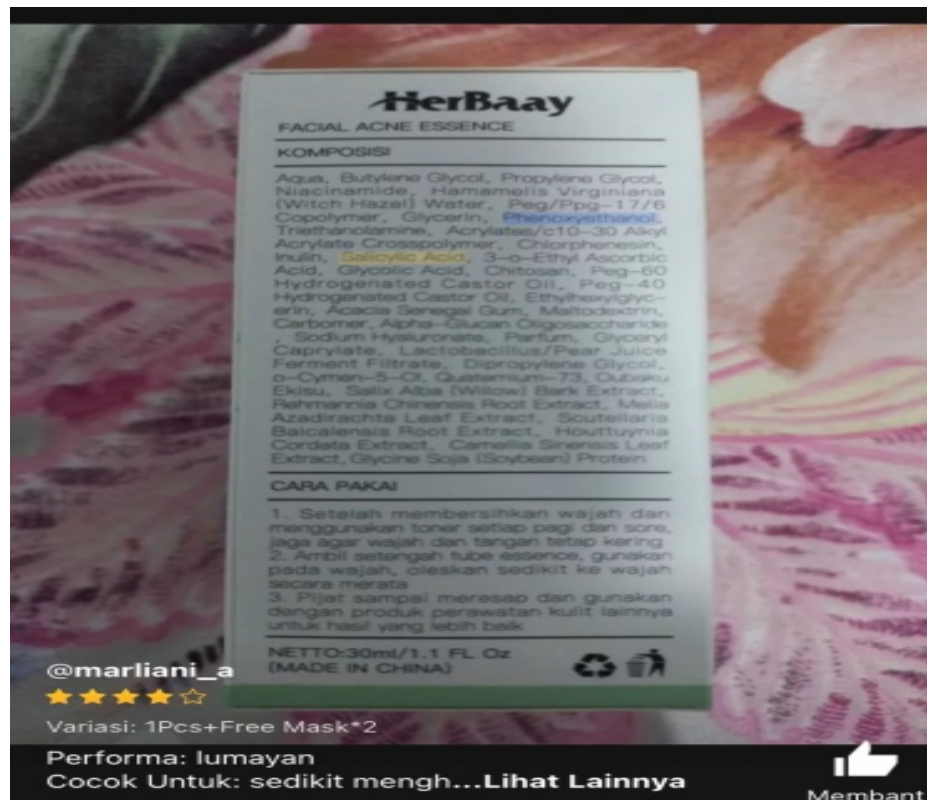 HerBaay
FACIAL ACNE ESSENCE
KOMPOSISI
Aqua, Butylene Glycol, Propylene Glycol,
Niacinamide, Hamamelis Virginiana
(Witch Hazel) Water, Peg/Ppg-17/6
Copolymer, Glycerin, Phenoxyethanol,
Triethanolamine, Acrylates/c10-30 Alkyl
Acrylate Crosspolymer, Chlorphenesin,
Inulin, Salicylic Acid, 3-o-Ethyl Ascorbic
Acid, Glycolic Acid, Chitosan, Peg-60
Hydrogenated Castor Oil, Peg-40
Hydrogenated Castor Oil, Ethylhexylglyc-
erin, Acacia Senegal Gum, Maltodextrin,
Carbomer, Alpha-Glucan Oligosaccharide
, Sodium Hyaluronate, Parfum, Glyceryl
Caprylate, Lactobacillus/Pear Juice
Ferment Filtrate, Dipropylene Glycol,
o-Cymen-5-Ol, Quaternium-73, Oubaku
Ekisu, Salix Alba (Willow) Bark Extract,
Rehmannia Chinensis Root Extract, Melia
Azadirachta Leaf Extract, Scutellaria
Baicalensis Root Extract, Houttuynia
Cordata Extract, Camellia Sinensis Leaf
Extract, Glycine Soja (Soybean) Protein
CARA PAKAI
1. Setelah membersihkan wajah dan
menggunakan toner setiap pagi dan sore,
jaga agar wajah dan tangan tetap kering
2. Ambil setengah tube essence, gunakan
pada wajah, oleskan sedikit ke wajah
secara merata
3. Pijat sampai meresap dan gunakan
dengan produk perawatan kulit lainnya
untuk hasil yang lebih baik
NETTO:30ml/1.1 FL Oz
(MADE IN CHINA)
@marliani_a
Variasi: 1Pcs+Free Mask*2
Performa: lumayan
Cocok Untuk: sedikit mengh...Lihat Lainnya
Membant